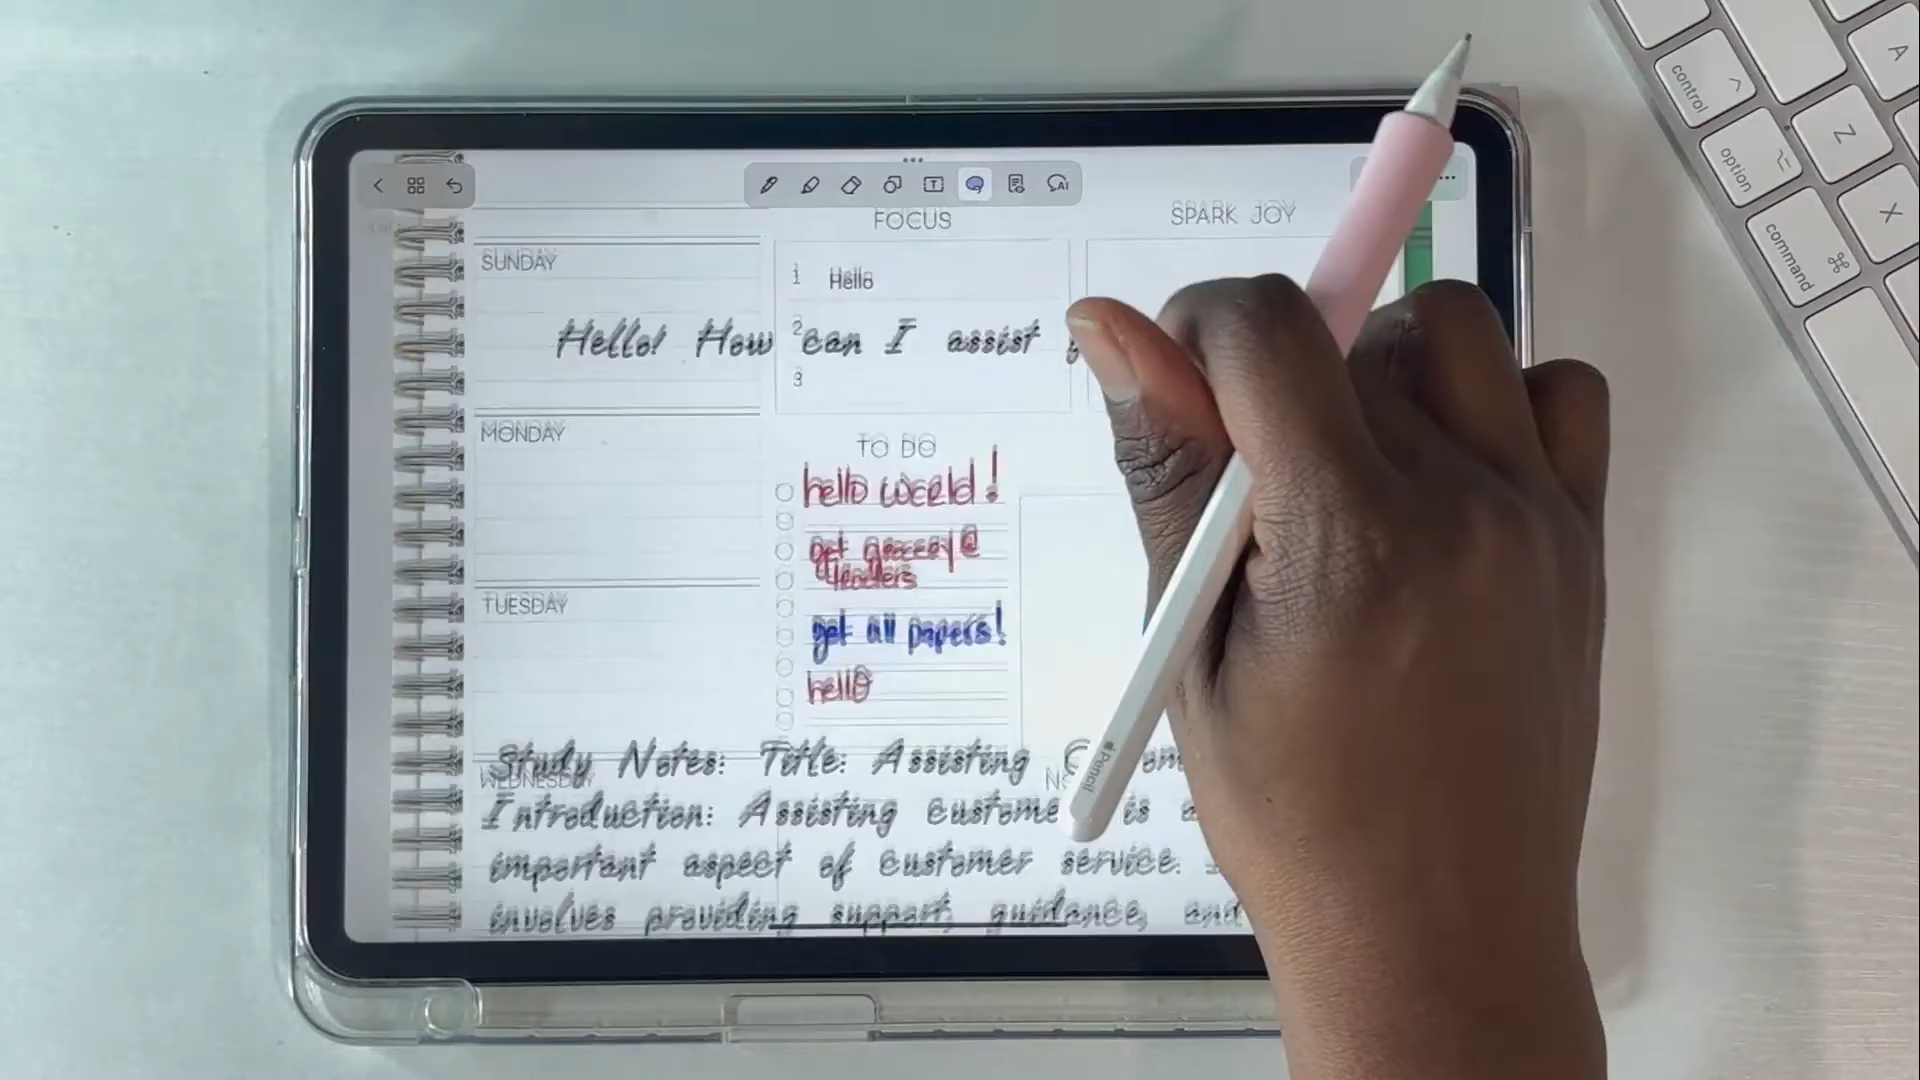 FOCUS
SPARK JOY
SUNDAY
1 Hello
Hello! How can I assist
2
3
MONDAY
TO DO
hello world!
get grocery @
leaders
TUESDAY
get all papers!
hello
Study Notes: Title: Assisting
WEDNESDAY
Introduction: Assisting is
important aspect of customer service.
involves providing support, guidance, and
Pencil
T
AI
control
option
command
A
Z
X